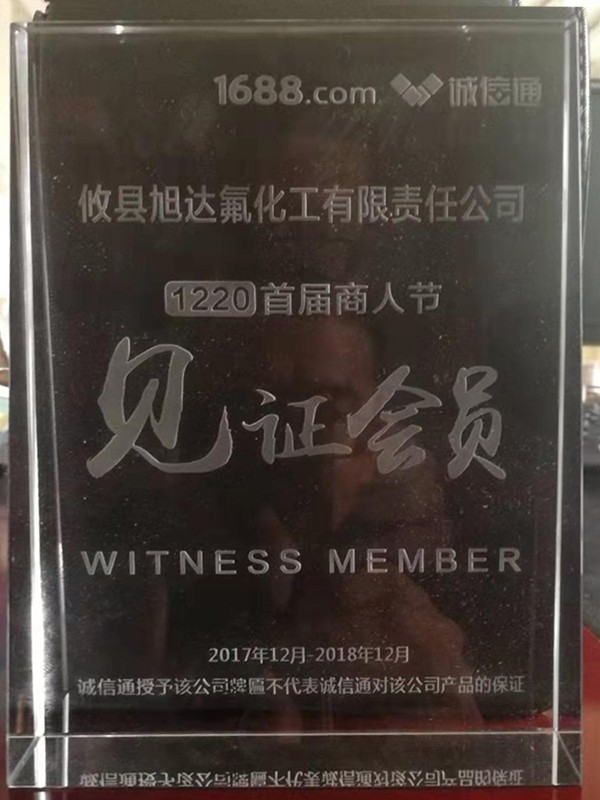 1688.com 诚信通
攸县旭达氟化工有限责任公司
1220首届商人节
见证会员
WITNESS MEMBER
2017年12月-2018年12月
诚信通授予该公司牌匾不代表诚信通对该公司产品的保证